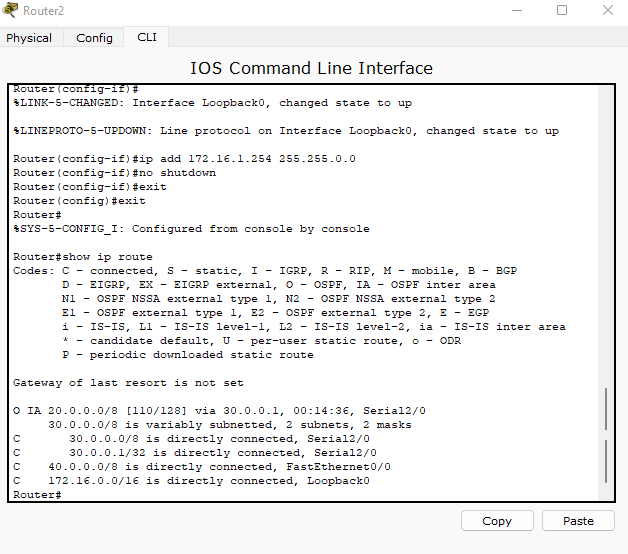 Router2
Physical Config CLI
IOS Command Line Interface
Router(config-if)#
%LINK-5-CHANGED: Interface Loopback0, changed state to up
%LINEPROTO-5-UPDOWN: Line protocol on Interface Loopback0, changed state to up
Router(config-if)#ip add 172.16.1.254 255.255.0.0
Router(config-if)#no shutdown
Router(config-if)#exit
Router(config)#exit
Router#
%SYS-5-CONFIG_I: Configured from console by console
Router#show ip route
Codes: C - connected, S - static, I - IGRP, R - RIP, M - mobile, B - BGP
D - EIGRP, EX - EIGRP external, O - OSPF, IA - OSPF inter area
N1 - OSPF NSSA external type 1, N2 - OSPF NSSA external type 2
E1 - OSPF external type 1, E2 - OSPF external type 2, E - EGP
i - IS-IS, L1 - IS-IS level-1, L2 - IS-IS level-2, ia - IS-IS inter area
* - candidate default, U - per-user static route, o - ODR
P - periodic downloaded static route
Gateway of last resort is not set
O IA 20.0.0.0/8 [110/128] via 30.0.0.1, 00:14:36, Serial2/0
30.0.0.0/8 is variably subnetted, 2 subnets, 2 masks
C 30.0.0.0/8 is directly connected, Serial2/0
C 30.0.0.1/32 is directly connected, Serial2/0
C 40.0.0.0/8 is directly connected, FastEthernet0/0
C 172.16.0.0/16 is directly connected, Loopback0
Router#
Copy Paste